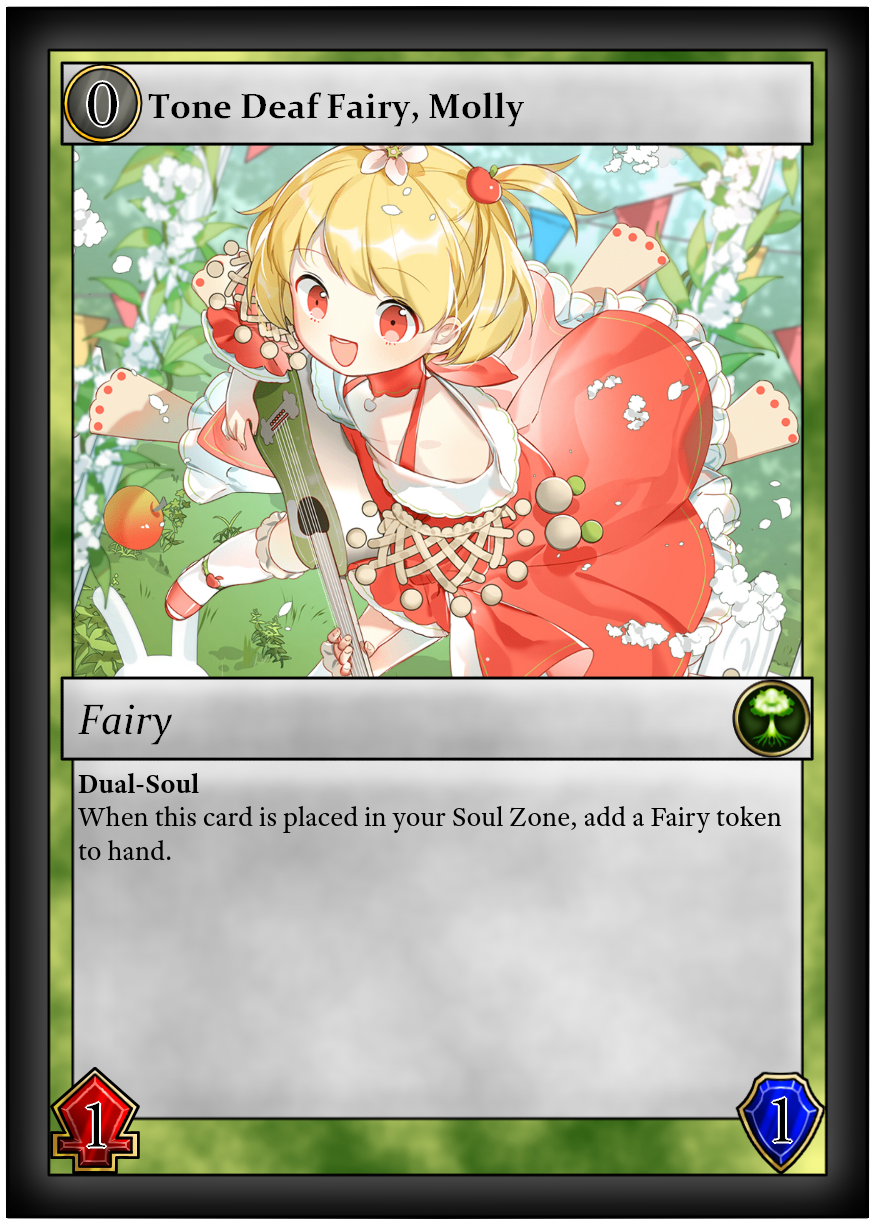 0
Tone Deaf Fairy, Molly
Fairy
Dual-Soul
When this card is placed in your Soul Zone, add a Fairy token
to hand.
1
1